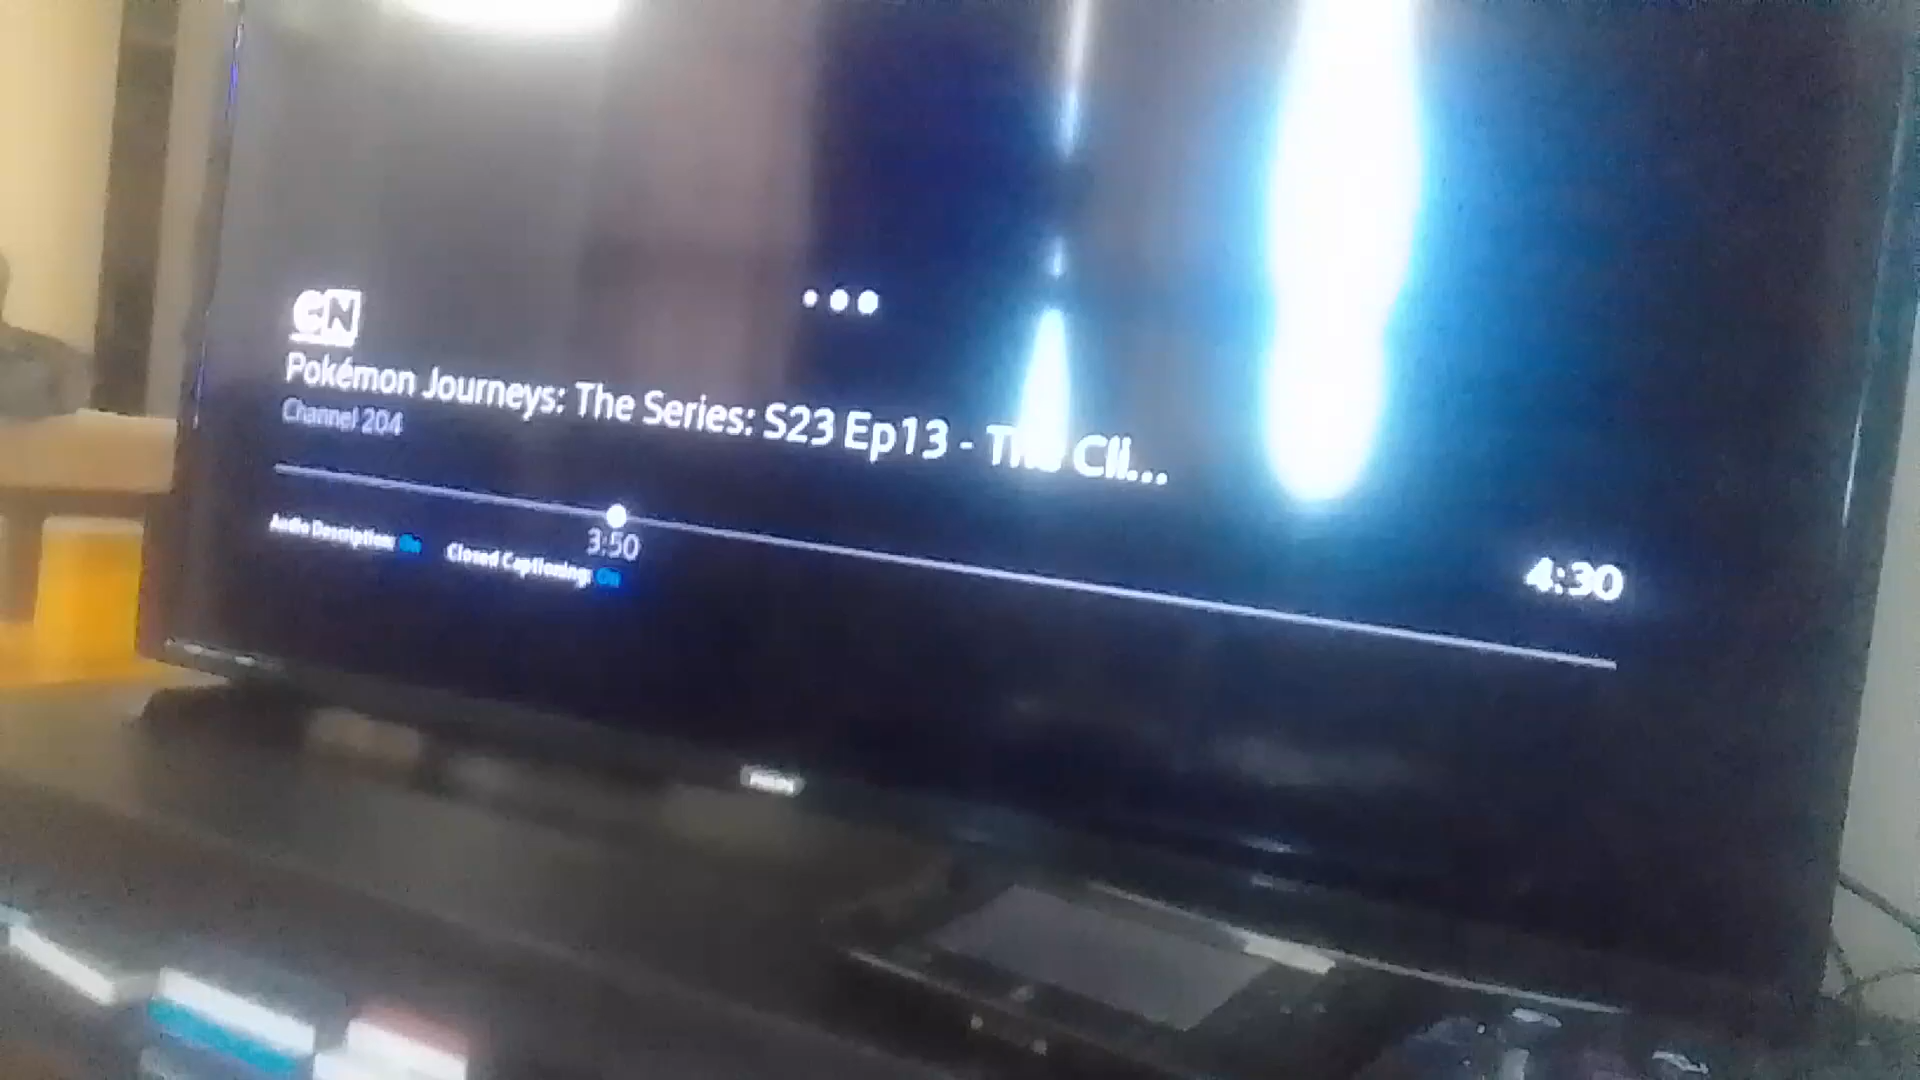 CN
Pokémon Journeys: The Series: S23 Ep13 - The Cli...
Channel 204
3:50
4:30
Audio Description: On Closed Captioning: On